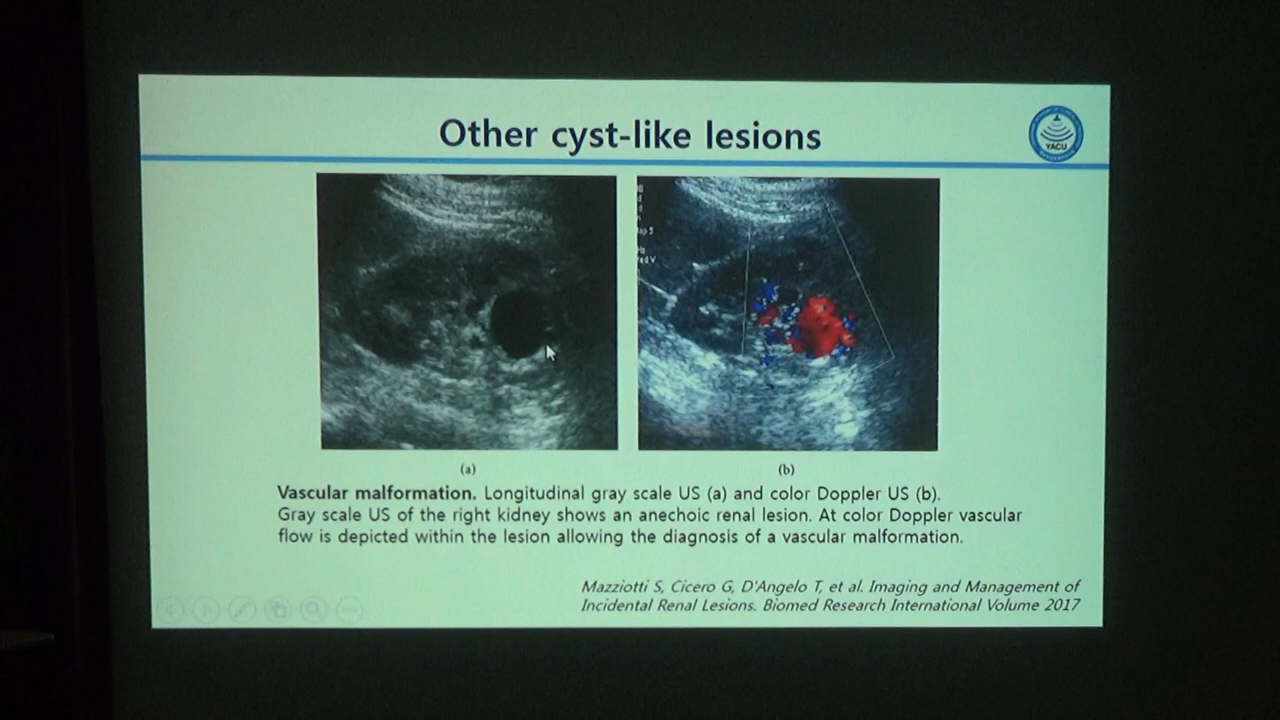 Other cyst-like lesions
YACU
(a)
(b)
Vascular malformation. Longitudinal gray scale US (a) and color Doppler US (b).
Gray scale US of the right kidney shows an anechoic renal lesion. At color Doppler vascular
flow is depicted within the lesion allowing the diagnosis of a vascular malformation.
Mazziotti S, Cicero G, D'Angelo T, et al. Imaging and Management of
Incidental Renal Lesions. Biomed Research International Volume 2017